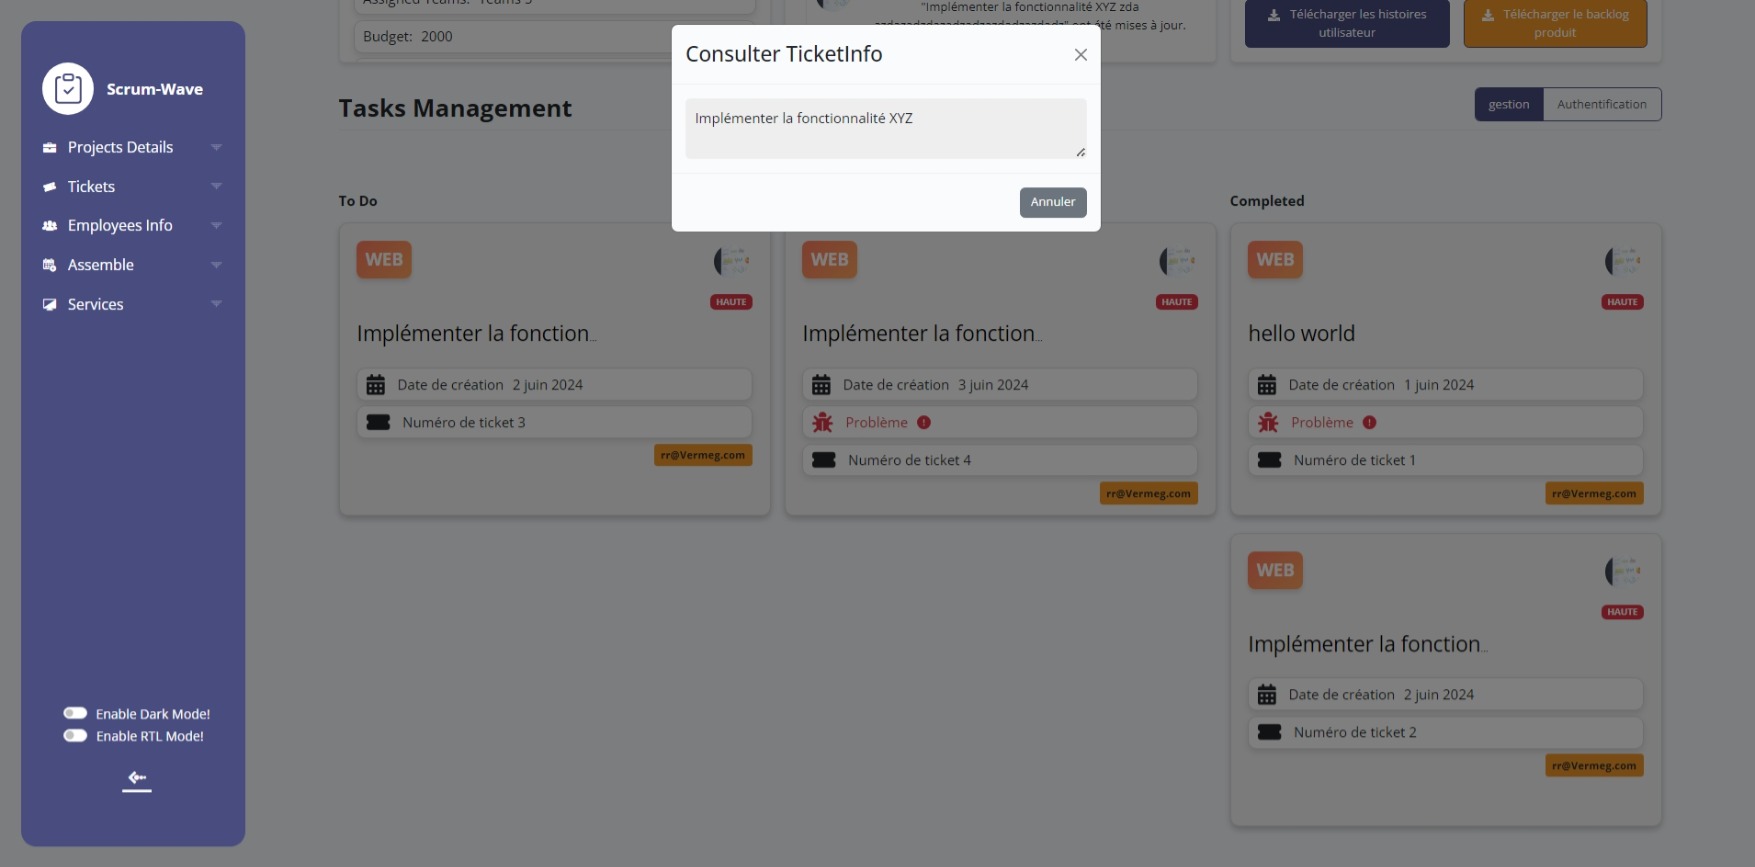 Scrum-Wave
Projects Details
Tickets
Employees Info
Assemble
Services
Enable Dark Mode!
Enable RTL Mode!
Assigned Teams: Teams 3
Budget: 2000
"Implémenter la fonctionnalité XYZ zda
été mises à jour.
Télécharger les histoires
utilisateur
Télécharger le backlog
produit
Consulter TicketInfo
Implémenter la fonctionnalité XYZ
Annuler
Tasks Management
gestion
Authentification
To Do
WEB
HAUTE
Implémenter la fonction...
Date de création 2 juin 2024
Numéro de ticket 3
rr@Vermeg.com
WEB
HAUTE
Implémenter la fonction...
Date de création 3 juin 2024
Problème
Numéro de ticket 4
rr@Vermeg.com
Completed
WEB
HAUTE
hello world
Date de création 1 juin 2024
Problème
Numéro de ticket 1
rr@Vermeg.com
WEB
HAUTE
Implémenter la fonction...
Date de création 2 juin 2024
Numéro de ticket 2
rr@Vermeg.com